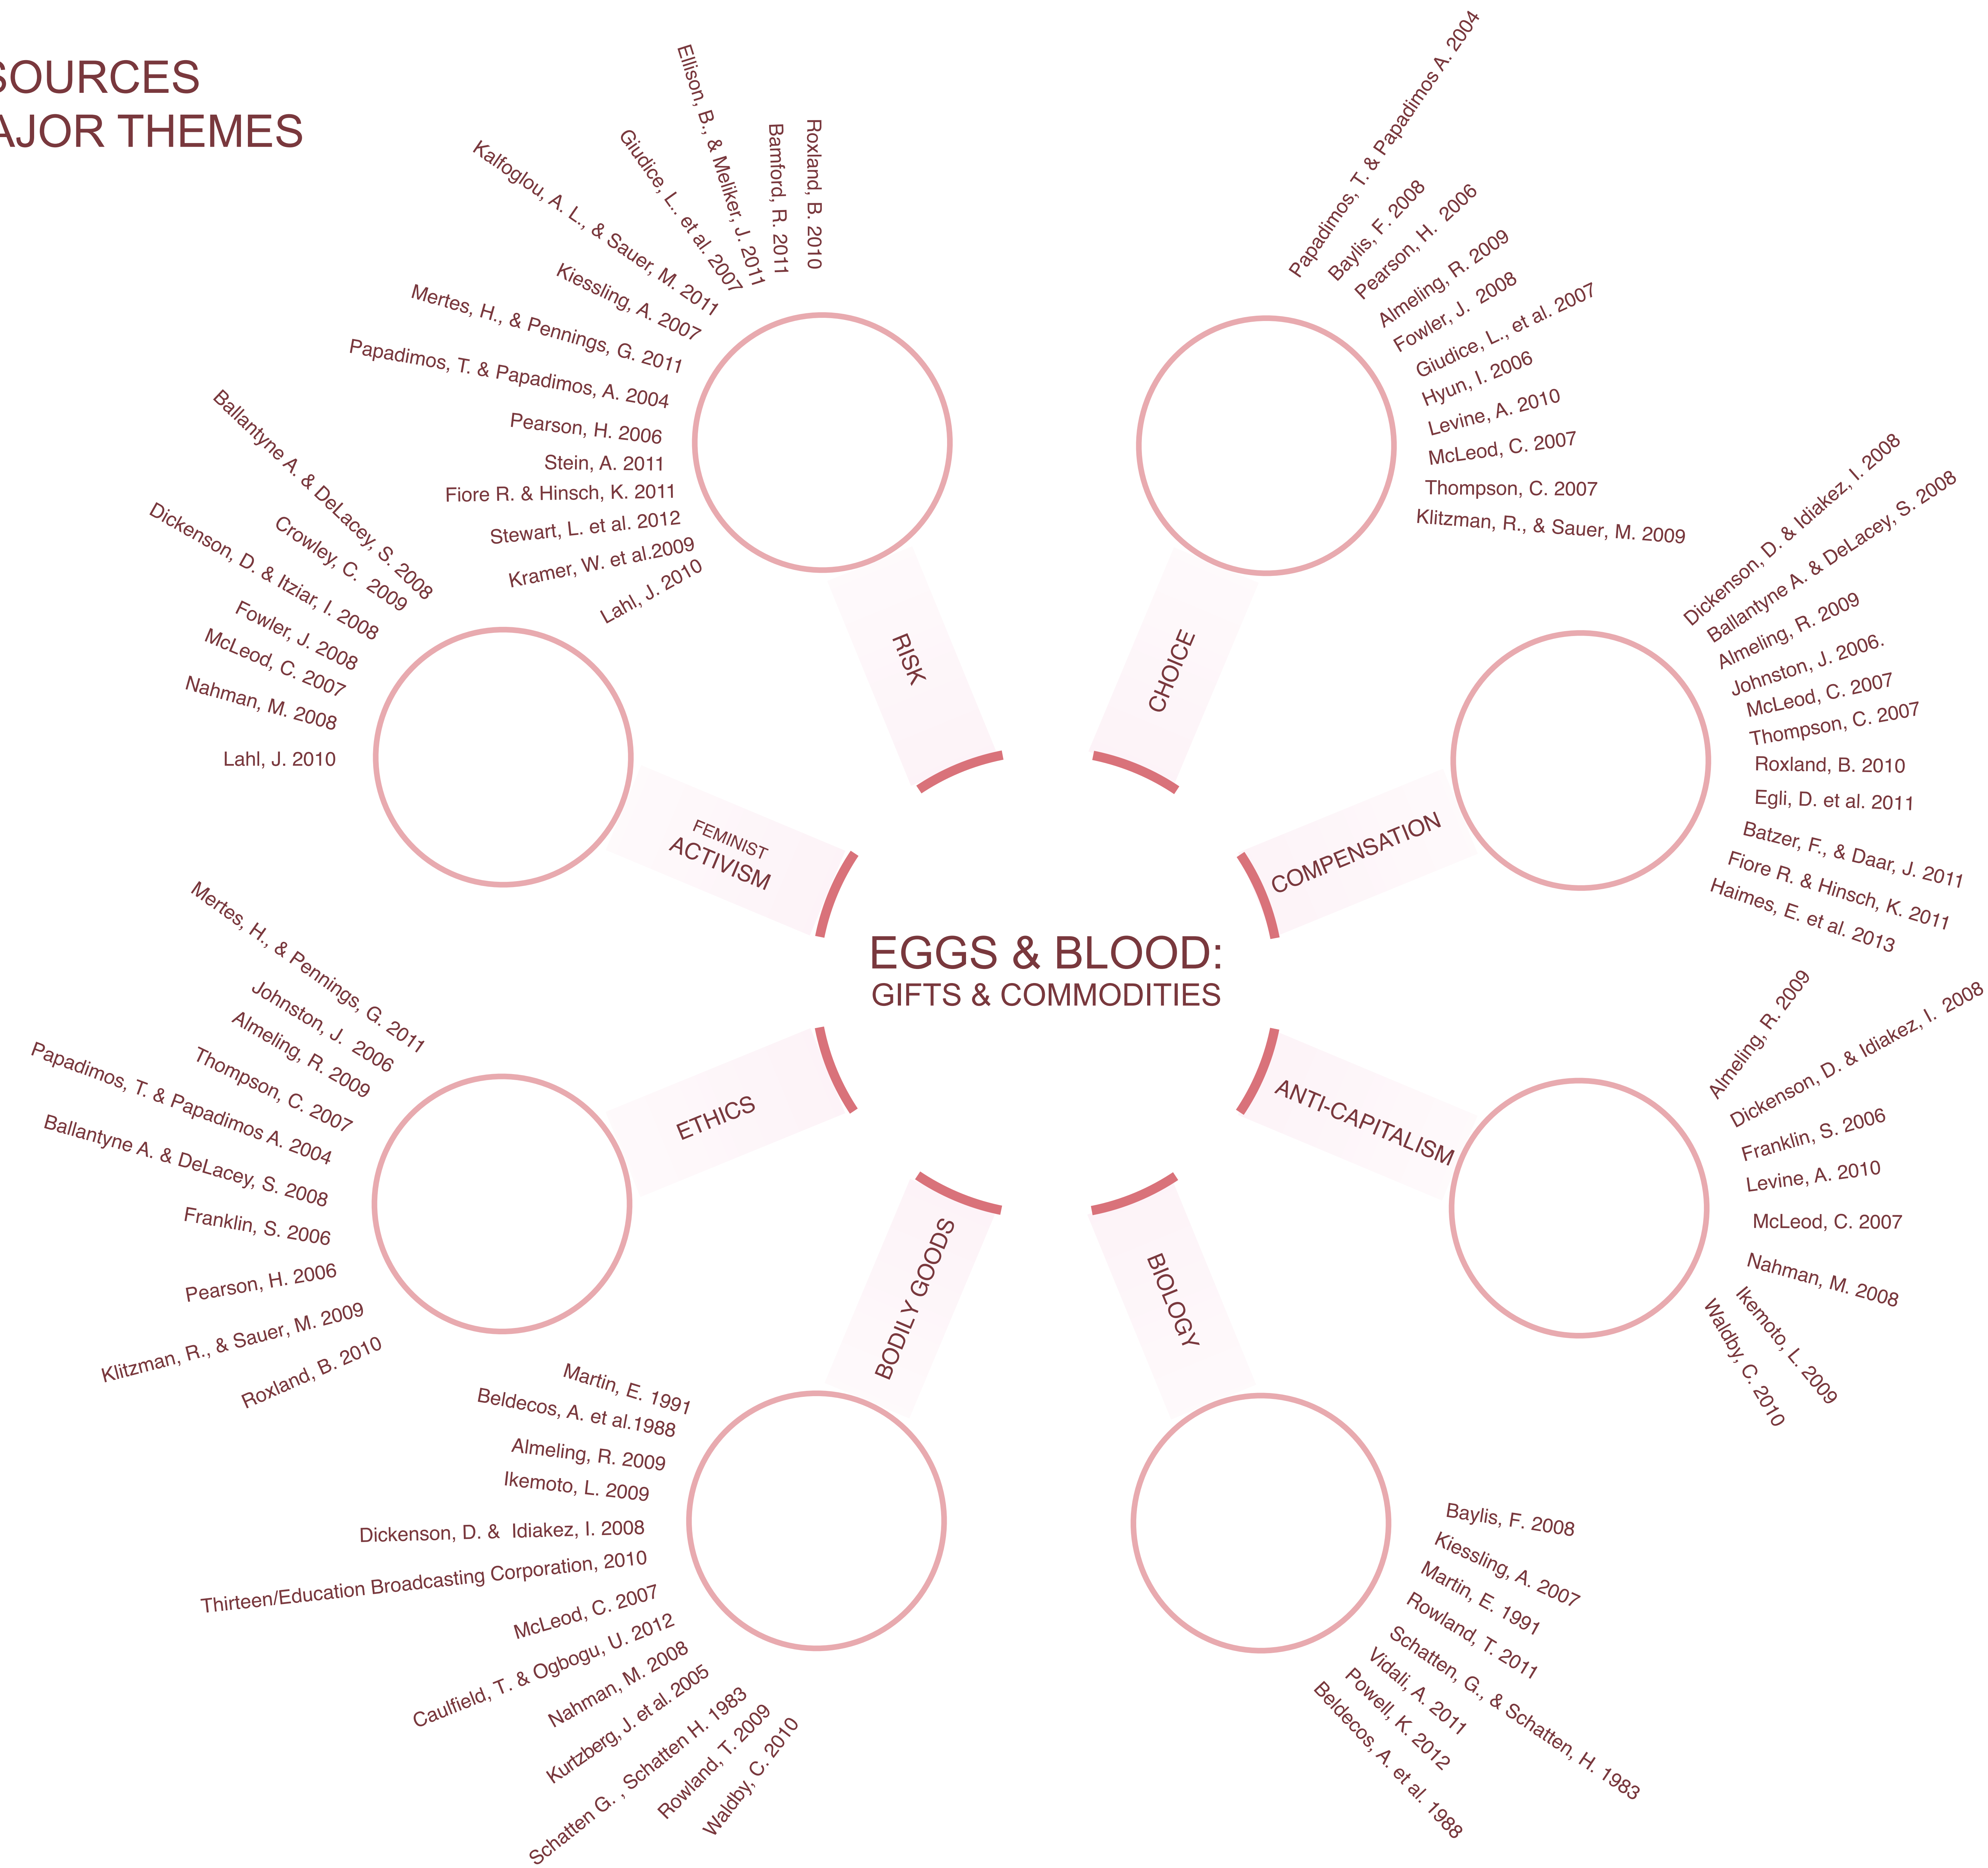 SOURCES
AJOR THEMES
EGGS & BLOOD:
GIFTS & COMMODITIES
RISK
Roxland, B. 2010
Bamford, R. 2011
Ellison, B., & Meliker, J. 2011
Giudice, L.. et al. 2007
Kalfoglou, A. L., & Sauer, M. 2011
Kiessling, A. 2007
Mertes, H., & Pennings, G. 2011
Papadimos, T. & Papadimos, A. 2004
Pearson, H. 2006
Stein, A. 2011
Fiore R. & Hinsch, K. 2011
Stewart, L. et al. 2012
Kramer, W. et al.2009
Lahl, J. 2010
CHOICE
Papadimos, T. & Papadimos A. 2004
Baylis, F. 2008
Pearson, H. 2006
Almeling, R. 2009
Fowler, J. 2008
Giudice, L., et al. 2007
Hyun, I. 2006
Levine, A. 2010
McLeod, C. 2007
Thompson, C. 2007
Klitzman, R., & Sauer, M. 2009
COMPENSATION
Dickenson, D. & Idiakez, I. 2008
Ballantyne A. & DeLacey, S. 2008
Almeling, R. 2009
Johnston, J. 2006.
McLeod, C. 2007
Thompson, C. 2007
Roxland, B. 2010
Egli, D. et al. 2011
Batzer, F., & Daar, J. 2011
Fiore R. & Hinsch, K. 2011
Haimes, E. et al. 2013
ANTI-CAPITALISM
Almeling, R. 2009
Dickenson, D. & Idiakez, I. 2008
Franklin, S. 2006
Levine, A. 2010
McLeod, C. 2007
Nahman, M. 2008
Ikemoto, L. 2009
Waldby, C. 2010
BIOLOGY
Baylis, F. 2008
Kiessling, A. 2007
Martin, E. 1991
Rowland, T. 2011
Schatten, G., & Schatten, H. 1983
Vidali, A. 2011
Powell, K. 2012
Beldecos, A. et al. 1988
BODILY GOODS
Martin, E. 1991
Beldecos, A. et al.1988
Almeling, R. 2009
Ikemoto, L. 2009
Dickenson, D. & Idiakez, I. 2008
Thirteen/Education Broadcasting Corporation, 2010
McLeod, C. 2007
Caulfield, T. & Ogbogu, U. 2012
Nahman, M. 2008
Kurtzberg, J. et al. 2005
Schatten G. , Schatten H. 1983
Rowland, T. 2009
Waldby, C. 2010
ETHICS
Mertes, H., & Pennings, G. 2011
Johnston, J. 2006
Almeling, R. 2009
Thompson, C. 2007
Papadimos, T. & Papadimos A. 2004
Ballantyne A. & DeLacey, S. 2008
Franklin, S. 2006
Pearson, H. 2006
Klitzman, R., & Sauer, M. 2009
Roxland, B. 2010
FEMINIST
ACTIVISM
Ballantyne A. & DeLacey, S. 2008
Crowley, C. 2009
Dickenson, D. & Itziar, I. 2008
Fowler, J. 2008
McLeod, C. 2007
Nahman, M. 2008
Lahl, J. 2010